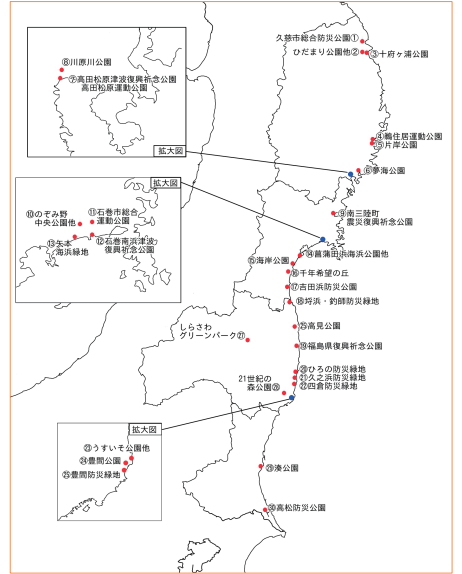 久慈市総合防災公園①
ひだまり公園他②
③十府ヶ浦公園
⑧川原川公園
⑦高田松原津波復興祈念公園
高田松原運動公園
拡大図
④鵜住居運動公園
⑤片岸公園
⑥夢海公園
拡大図
⑩のぞみ野
中央公園他
⑪石巻市総合
運動公園
⑬矢本
海浜緑地
⑫石巻南浜津波
復興祈念公園
⑨南三陸町
震災復興祈念公園
⑭菖蒲田浜海浜公園他
⑮海岸公園
⑯千年希望の丘
⑰吉田浜防災公園
⑱埓浜・釣師防災緑地
しらさわ
グリーンパーク㉗
㉕高見公園
⑲福島県復興祈念公園
⑳ひろの防災緑地
㉑久之浜防災緑地
㉒四倉防災緑地
21世紀の
森公園㉖
拡大図
㉓うすいそ公園他
㉔豊間公園
㉕豊間防災緑地
㉙湊公園
㉚高松防災公園